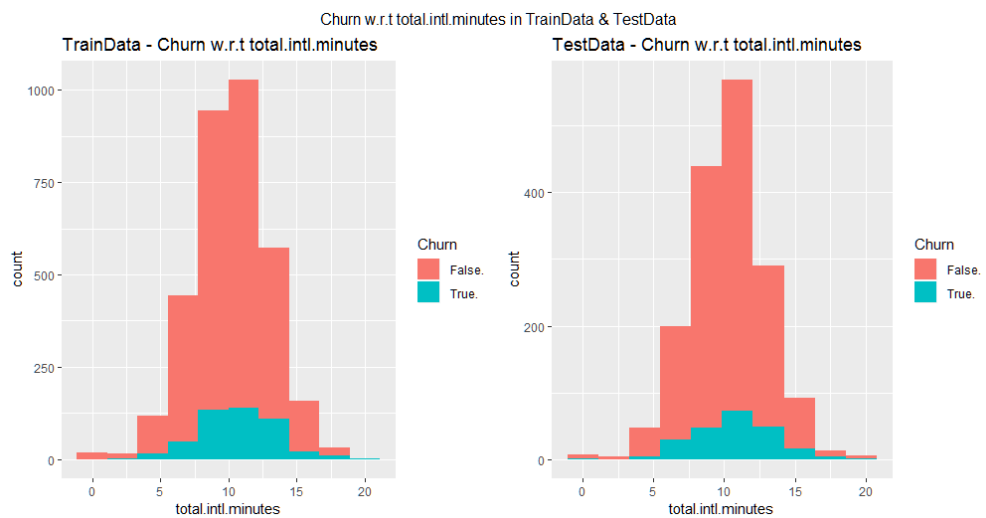 Churn w.r.t total.intl.minutes in TrainData & TestData
TrainData - Churn w.r.t total.intl.minutes
1000
750
500
250
0
count
0 5 10 15 20
total.intl.minutes
Churn
False.
True.
TestData - Churn w.r.t total.intl.minutes
400
200
0
count
0 5 10 15 20
total.intl.minutes
Churn
False.
True.